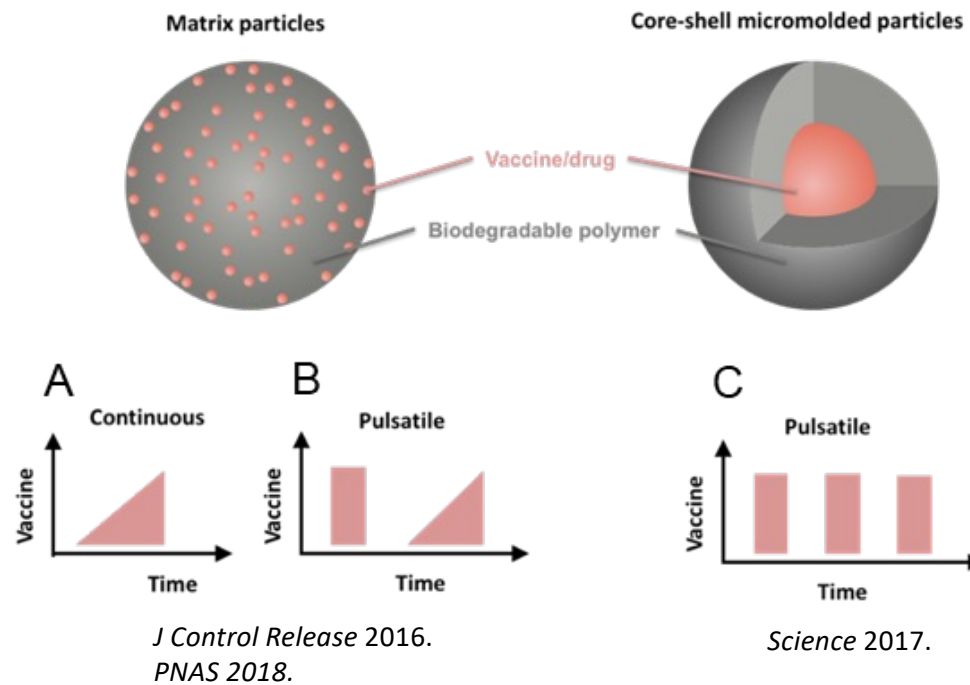 Matrix particles
Core-shell micromolded particles
Vaccine/drug
Biodegradable polymer
A
Continuous
Vaccine
Time
B
Pulsatile
Vaccine
Time
C
Pulsatile
Vaccine
Time
J Control Release 2016.
PNAS 2018.
Science 2017.